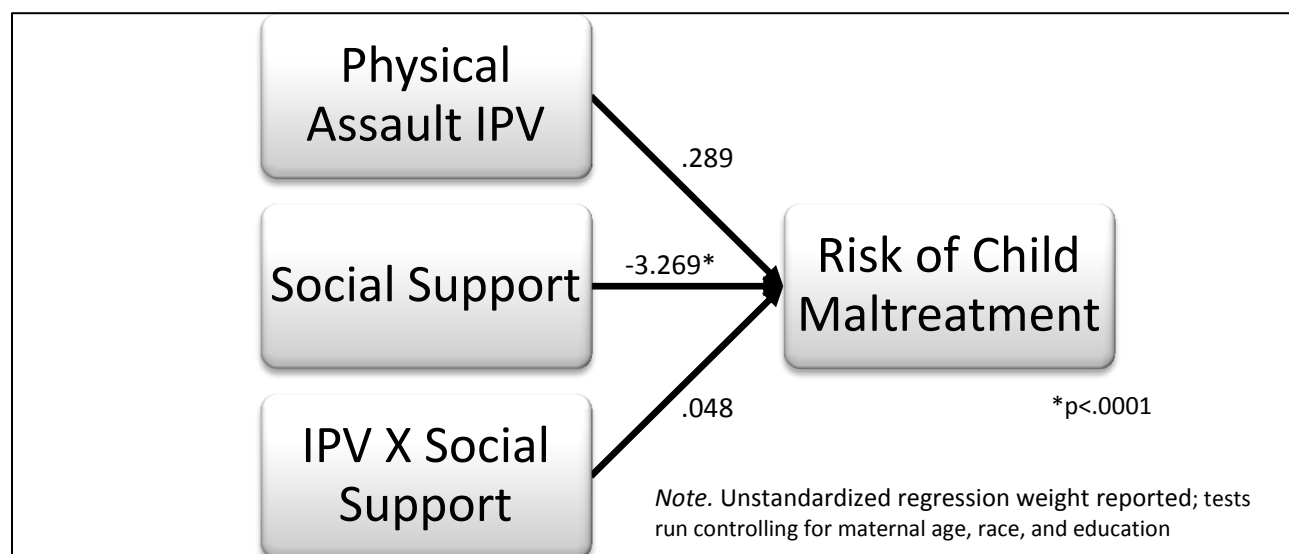 Physical
Assault IPV
.289
Social Support
-3.269*
Risk of Child
Maltreatment
.048
*p<.0001
IPV X Social
Support
Note. Unstandardized regression weight reported; tests
run controlling for maternal age, race, and education